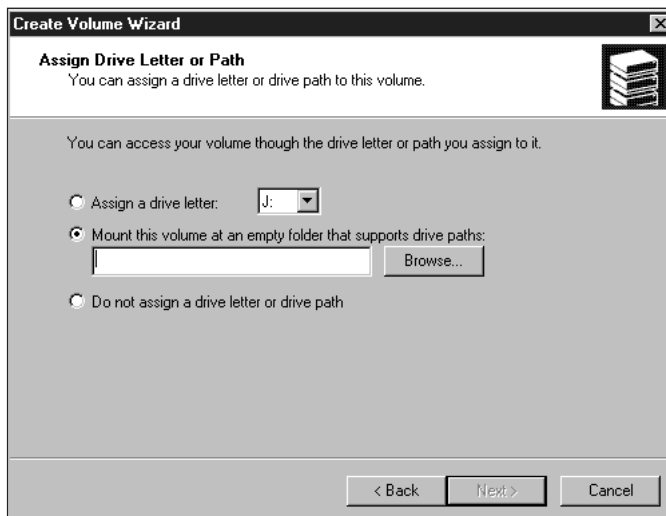 Create Volume Wizard
Assign Drive Letter or Path
You can assign a drive letter or drive path to this volume.
You can access your volume though the drive letter or path you assign to it.
Assign a drive letter: J:
Mount this volume at an empty folder that supports drive paths:
Browse...
Do not assign a drive letter or drive path
< Back Next > Cancel